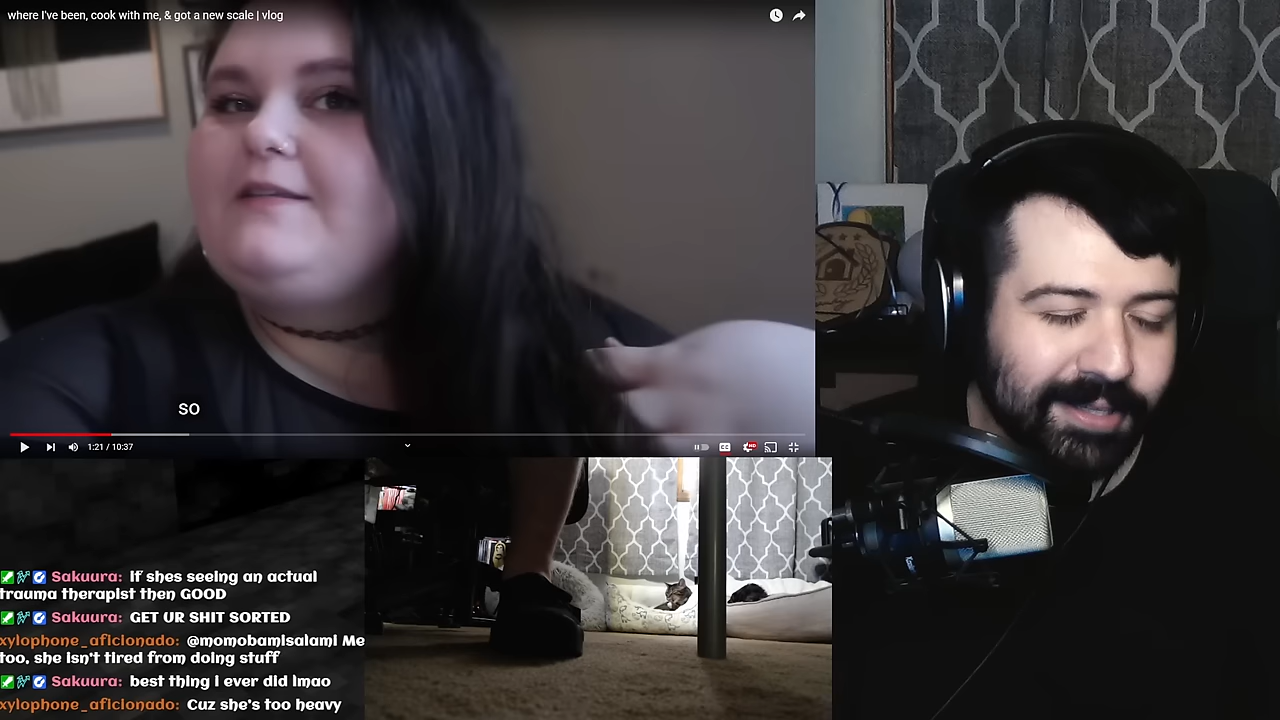 where I've been, cook with me, & got a new scale | vlog
SO
1:21 / 10:37
CC
HD
Sakuura: If shes seeing an actual
trauma therapist then GOOD
Sakuura: GET UR SHIT SORTED
xylophone_aficionado: @momobamisalami Me
too, she isn't tired from doing stuff
Sakuura: best thing i ever did lmao
xylophone_aficionado: Cuz she's too heavy